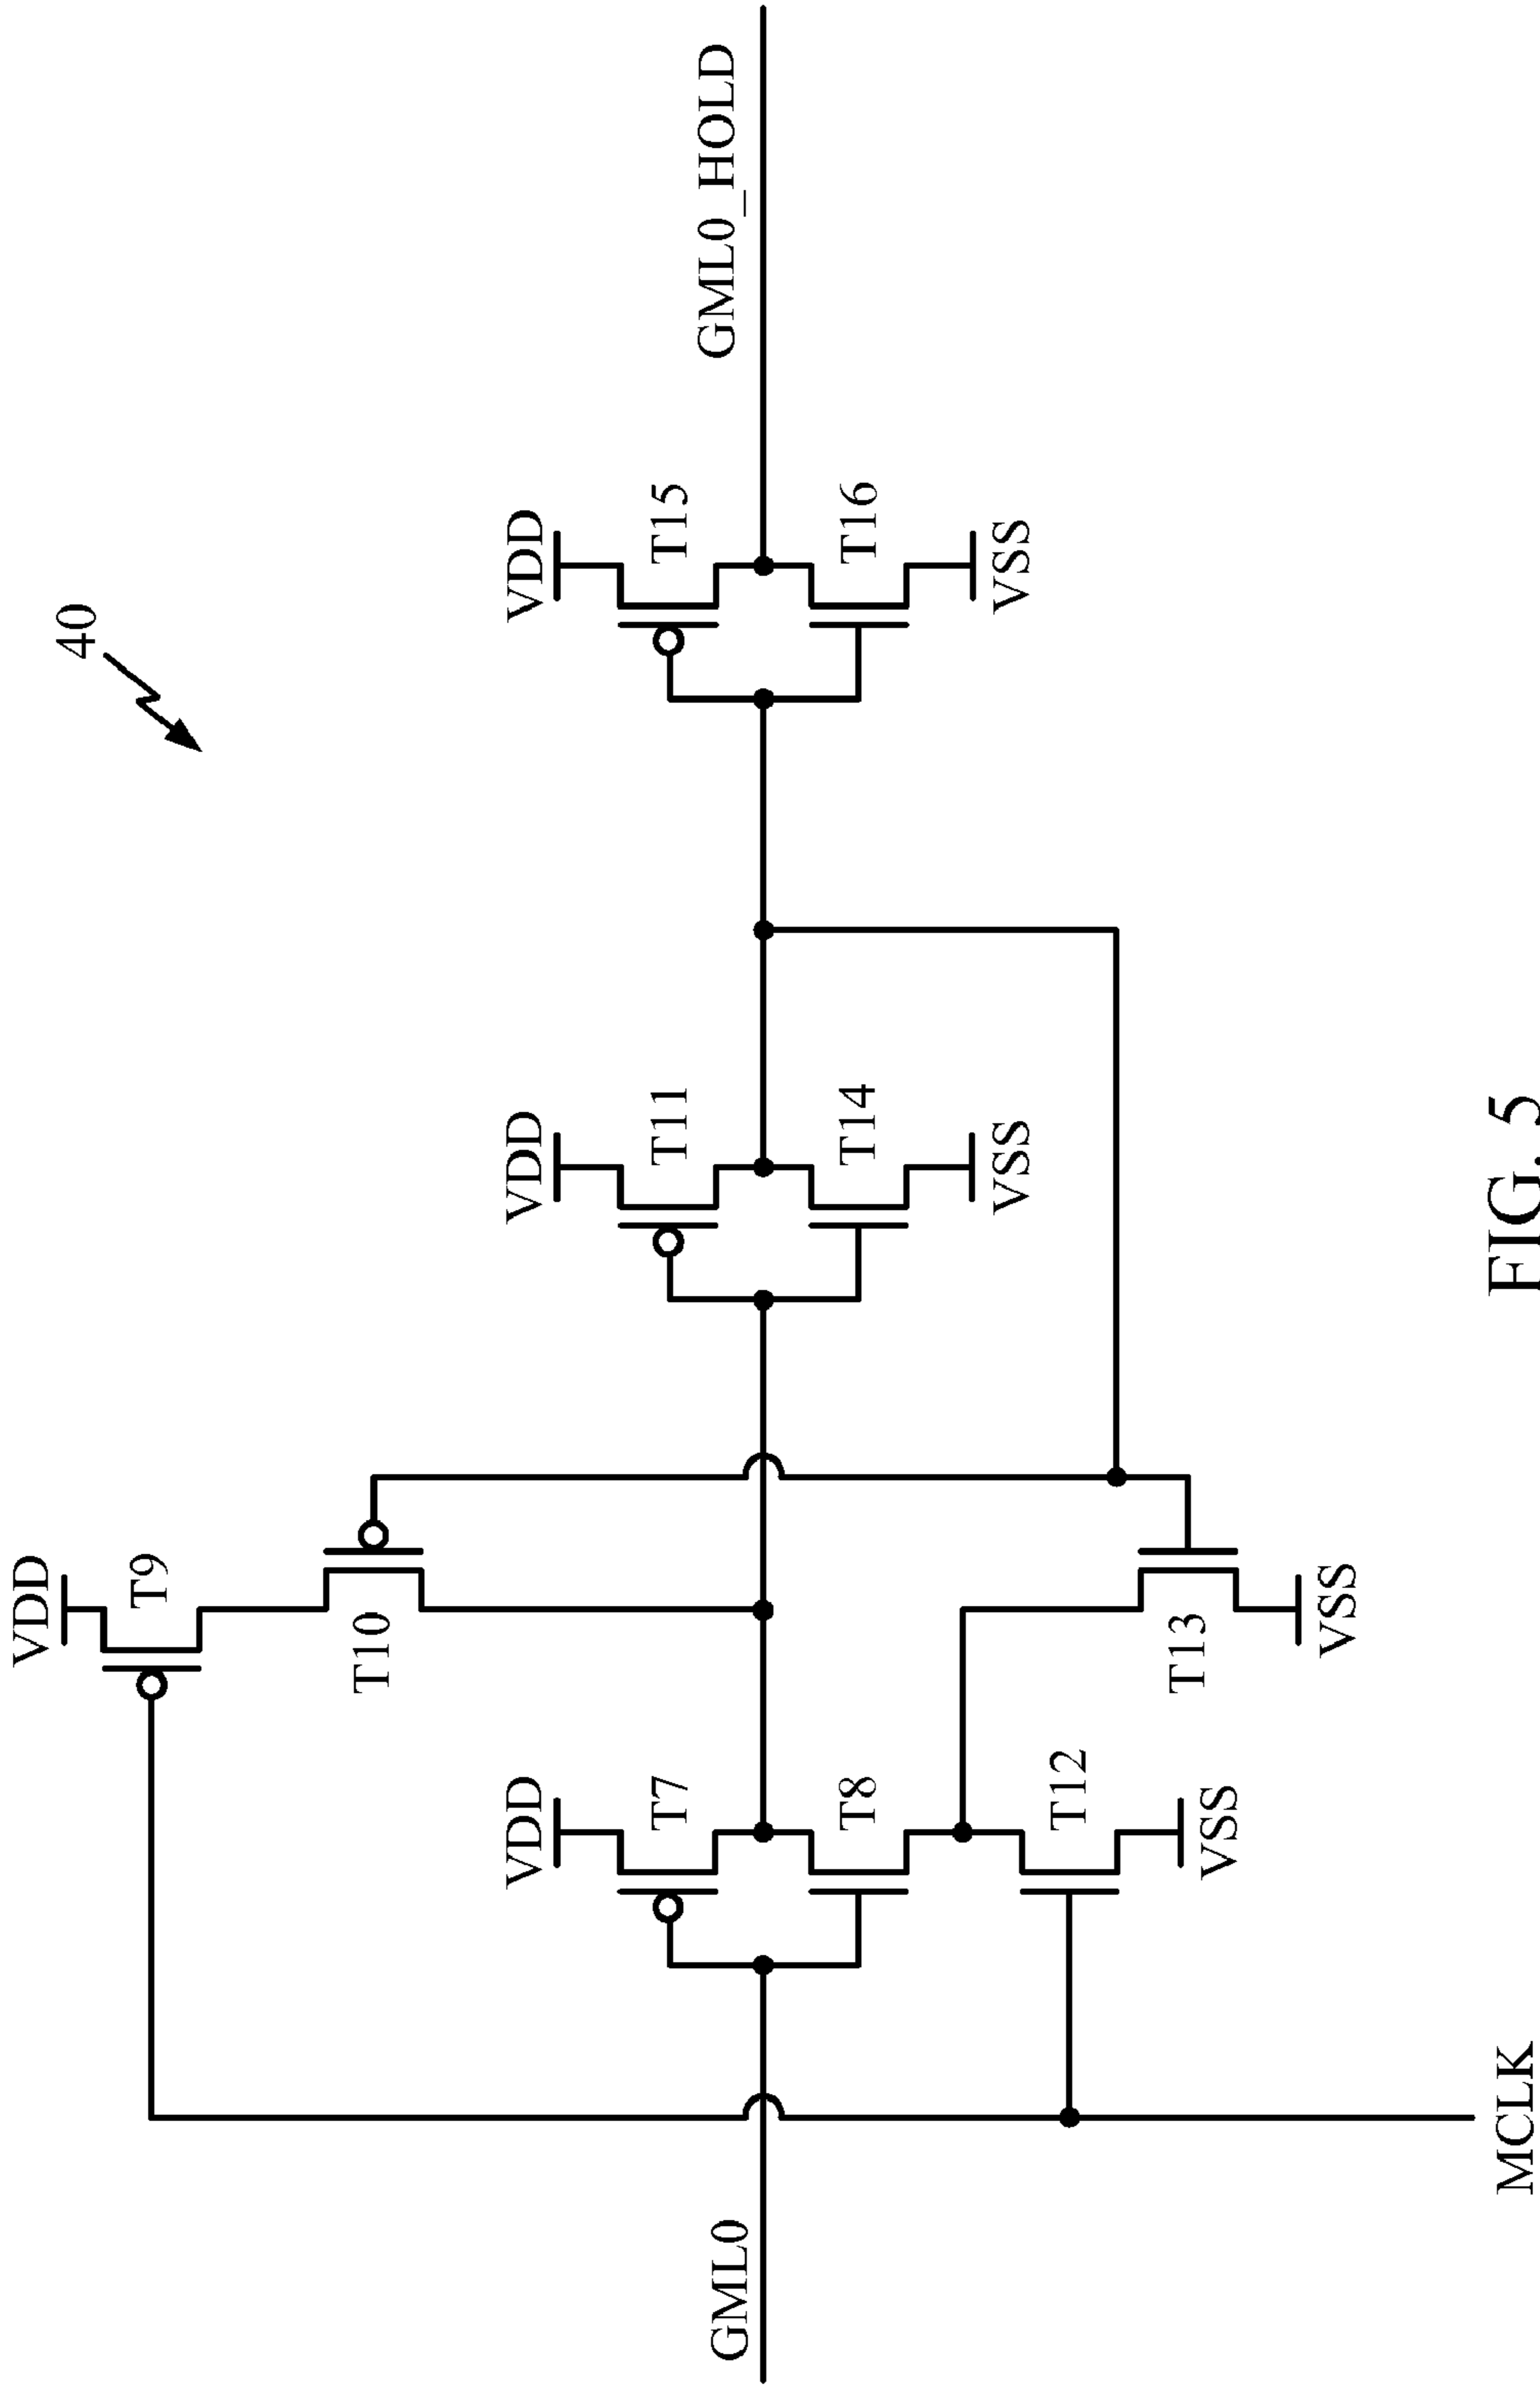 40
VDD
T9
T10
VDD
T7
T8
T12
VSS
T13
VSS
VDD
T11
T14
VSS
VDD
T15
T16
VSS
GML0
GML0_HOLD
MCLK
FIG. 5